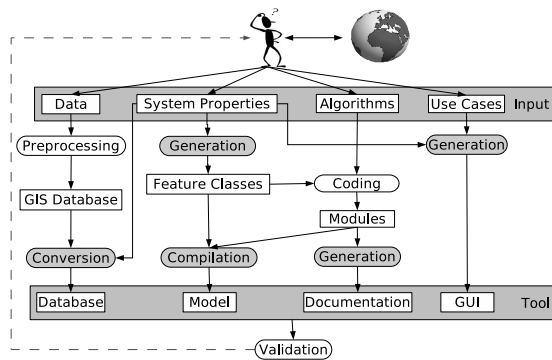 ?
Data
System Properties
Algorithms
Use Cases
Input
Preprocessing
Generation
Generation
GIS Database
Feature Classes
Coding
Modules
Conversion
Compilation
Generation
Database
Model
Documentation
GUI
Tool
Validation